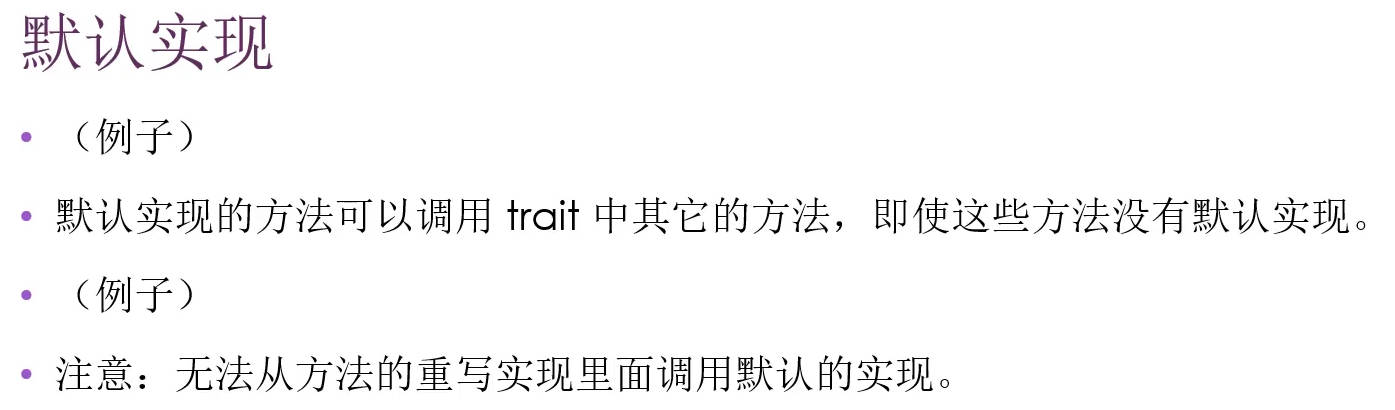 默认实现
• （例子）
• 默认实现的方法可以调用 trait 中其它的方法，即使这些方法没有默认实现。
• （例子）
• 注意：无法从方法的重写实现里面调用默认的实现。